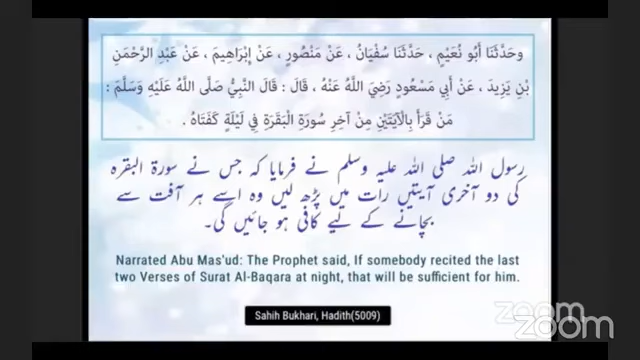 وحَدَّثَنَا أَبُو نُعَيْمٍ ، حَدَّثَنَا سُفْيَانُ ، عَنْ مَنْصُورٍ ، عَنْ إِبْرَاهِيمَ ، عَنْ عَبْدِ الرَّحْمَنِ
بْنِ يَزِيدَ ، عَنْ أَبِي مَسْعُودٍ رَضِيَ اللَّهُ عَنْهُ ، قَالَ : قَالَ النَّبِيُّ صَلَّى اللَّهُ عَلَيْهِ وَسَلَّمَ :
مَنْ قَرَأَ بِالْآيَتَيْنِ مِنْ آخِرِ سُورَةِ الْبَقَرَةِ فِي لَيْلَةٍ كَفَتَاهُ .
رسول اللہ صلی اللہ علیہ وسلم نے فرمایا کہ جس نے سورۃ البقرہ
کی دو آخری آیتیں رات میں پڑھ لیں وہ اسے ہر آفت سے
بچانے کے لیے کافی ہو جائیں گی۔
Narrated Abu Mas'ud: The Prophet said, If somebody recited the last
two Verses of Surat Al-Baqara at night, that will be sufficient for him.
Sahih Bukhari, Hadith(5009)
zoom
zoom